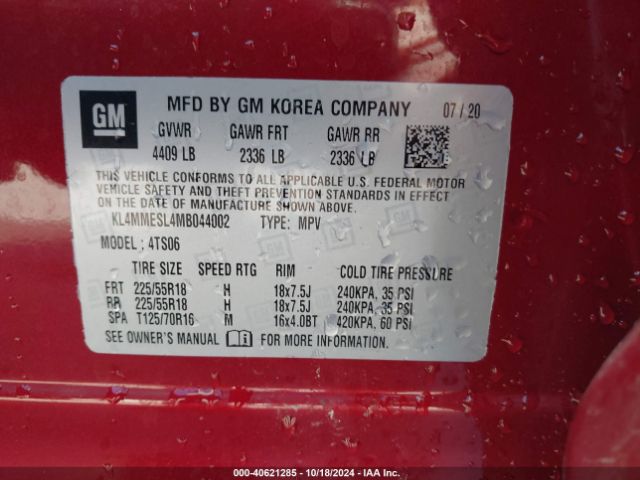 GM
MFD BY GM KOREA COMPANY 07 / 20
GVWR GAWR FRT GAWR RR
4409 LB 2336 LB 2336 LB
THIS VEHICLE CONFORMS TO ALL APPLICABLE U.S. FEDERAL MOTOR
VEHICLE SAFETY AND THEFT PREVENTION STANDARDS IN EFFECT
ON THE DATE OF MANUFACTURE SHOWN ABOVE.
KL4MMESL4MB044002 TYPE: MPV
MODEL: 4TS06
TIRE SIZE SPEED RTG RIM COLD TIRE PRESSURE
FRT 225/55R18 H 18x7.5J 240KPA, 35 PSI
RR 225/55R18 H 18x7.5J 240KPA, 35 PSI
SPA T125/70R16 M 16x4.0BT 420KPA, 60 PSI
SEE OWNER'S MANUAL FOR MORE INFORMATION.
000-40621285 - 10/18/2024 - IAA Inc.